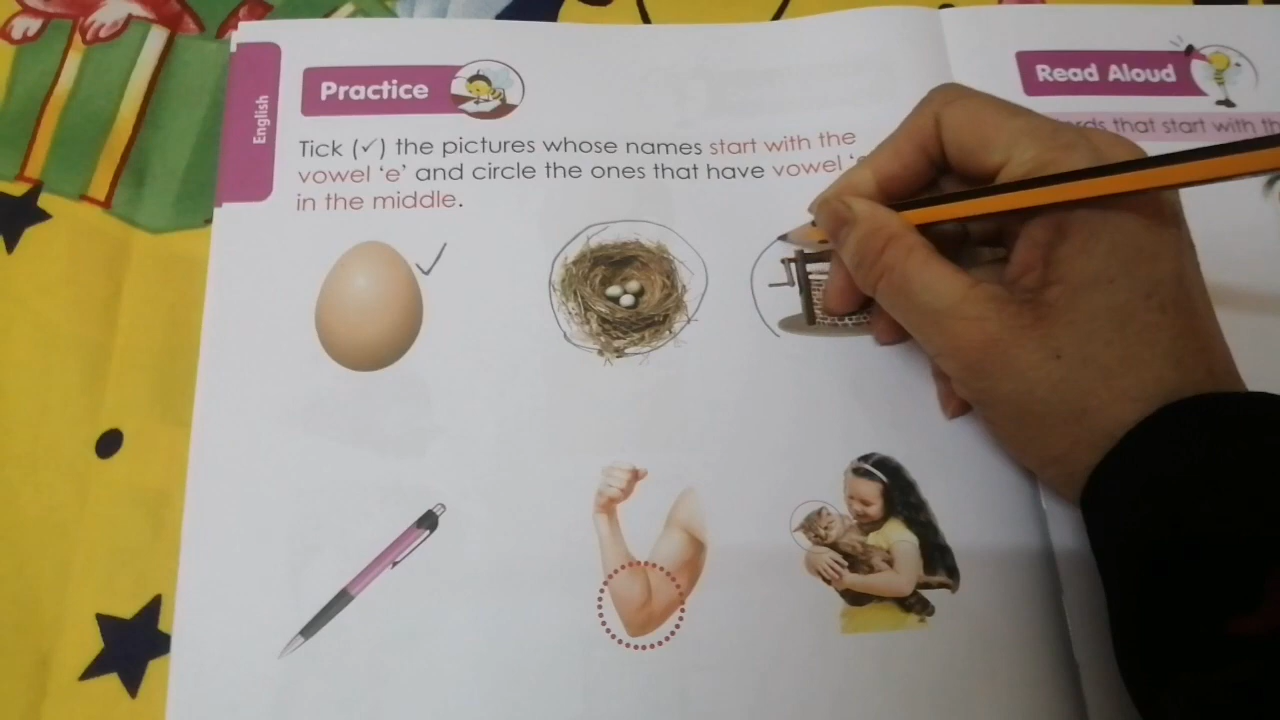 English
Practice
Read Aloud
Tick (✓) the pictures whose names start with the
vowel 'e' and circle the ones that have vowel
in the middle.
that start with